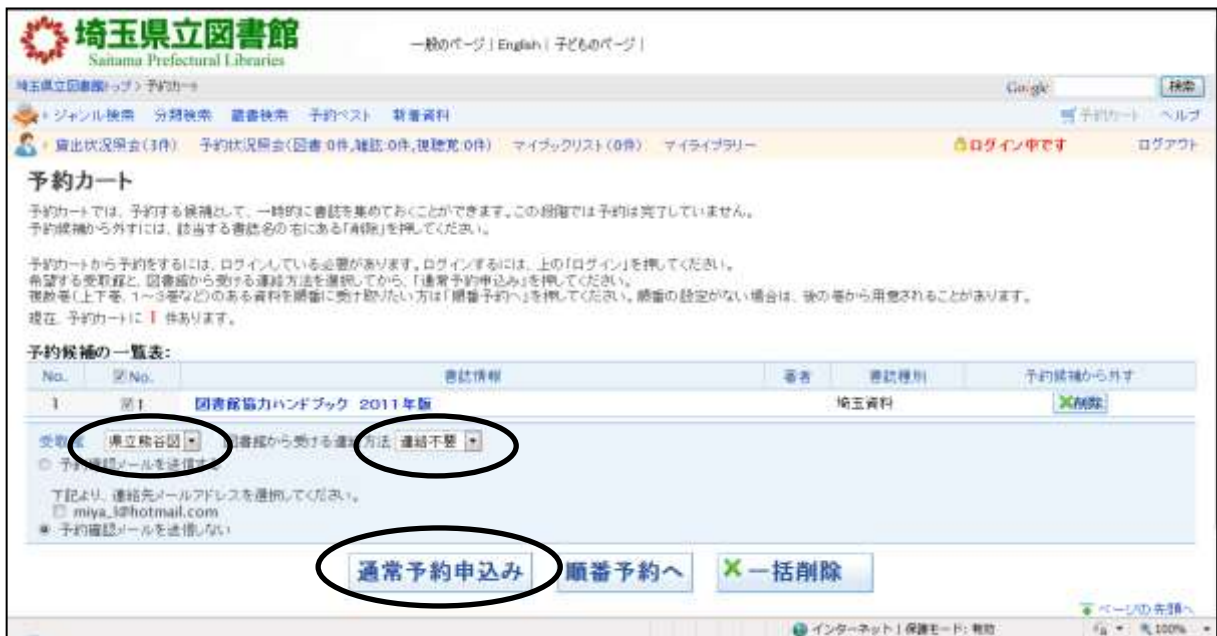 埼玉県立図書館
Saitama Prefectural Libraries
一般のページ | English | 子どものページ |
埼玉県立図書館トップ > 予約カート
Google 検索
ジャンル検索 分類検索 蔵書検索 予約ベスト 新着資料 予約カート ヘルプ
貸出状況照会(3件) 予約状況照会(図書:0件,雑誌:0件,視聴覚:0件) マイブックリスト(0件) マイライブラリー ログイン中です ログアウト
予約カート
予約カートでは、予約する候補として、一時的に書誌を集めておくことができます。この段階では予約は完了していません。
予約候補から外すには、該当する書誌名の右にある「削除」を押してください。
予約カートから予約をするには、ログインしている必要があります。ログインするには、上の「ログイン」を押してください。
希望する受取館と、図書館から受ける連絡方法を選択してから、「通常予約申込み」を押してください。
複数巻(上下巻、1~3巻など)のある資料を順番に受け取りたい方は「順番予約へ」を押してください。順番の設定がない場合は、後の巻から用意されることがあります。
現在、予約カートに 1 件あります。
予約候補の一覧表:
No. No. 書誌情報 著者 書誌種別 予約候補から外す
1 1 図書館協力ハンドブック 2011年版 埼玉資料 削除
受取 県立熊谷図 図書館から受ける連絡方法 連絡不要
予約確認メールを送信する
下記より、連絡先メールアドレスを選択してください。
miya_l@hotmail.com
予約確認メールを送信しない
通常予約申込み 順番予約へ 一括削除
ページの先頭へ
インターネット | 保護モード: 有効 100%